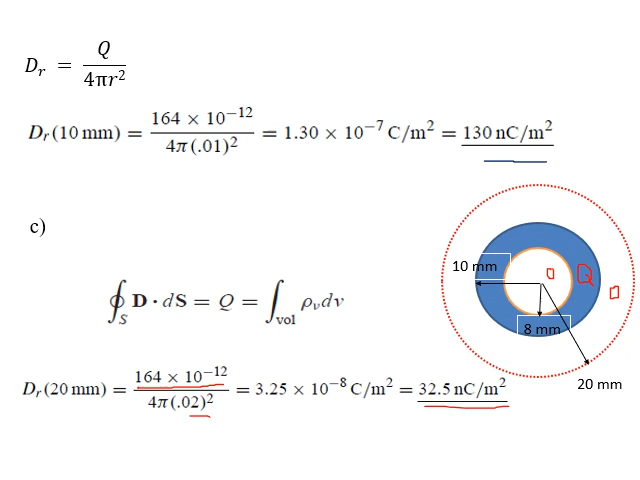 D_r = Q / 4πr²
D_r(10 mm) = 164 × 10⁻¹² / 4π(.01)² = 1.30 × 10⁻⁷ C/m² = 130 nC/m²
c)
∮_S D · dS = Q = ∫_vol ρ_v dv
10 mm
Q
8 mm
20 mm
D_r(20 mm) = 164 × 10⁻¹² / 4π(.02)² = 3.25 × 10⁻⁸ C/m² = 32.5 nC/m²